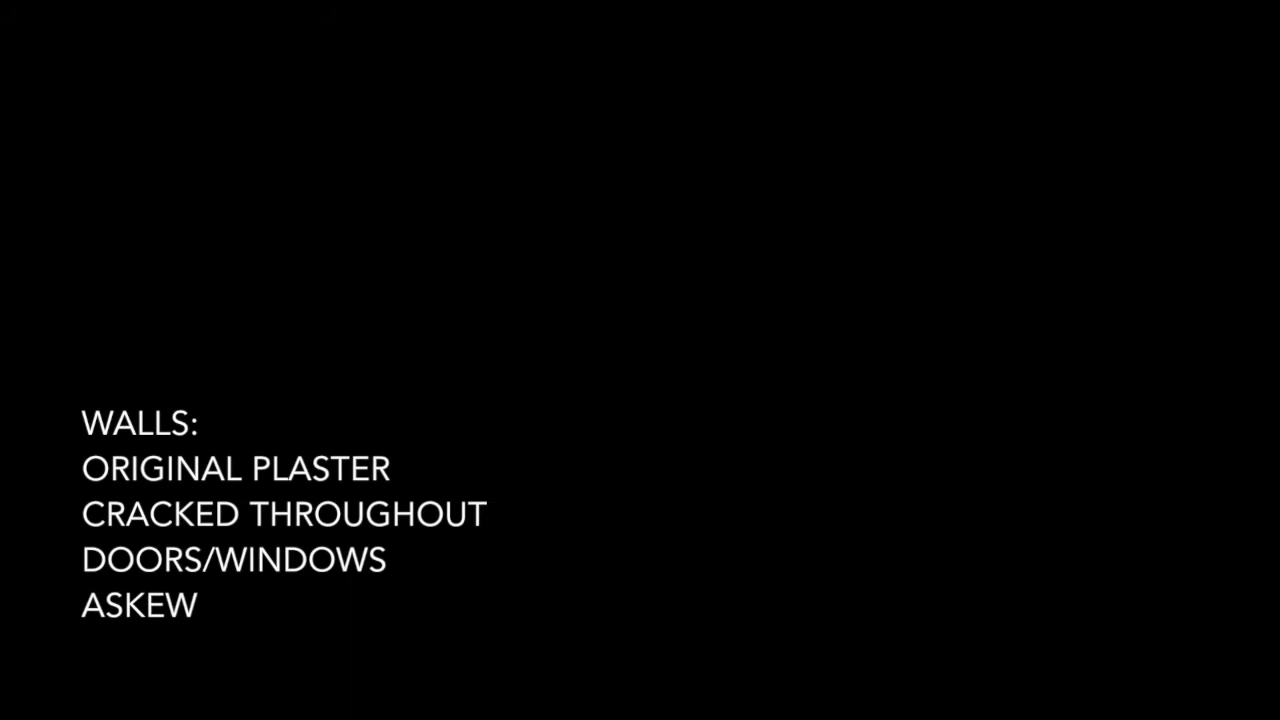 WALLS:
ORIGINAL PLASTER
CRACKED THROUGHOUT
DOORS/WINDOWS
ASKEW